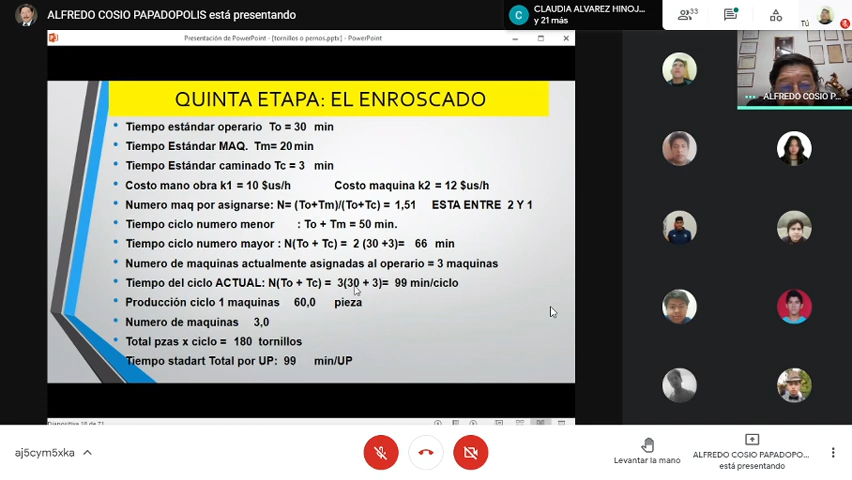 ALFREDO COSIO PAPADOPOLIS está presentando
C
CLAUDIA ALVAREZ HINOJ...
y 21 más
33
Tú
Presentación de PowerPoint - [tornillos o pernos.pptx] - PowerPoint
QUINTA ETAPA: EL ENROSCADO
Tiempo estándar operario To = 30 min
Tiempo Estándar MAQ. Tm= 20 min
Tiempo Estándar caminado Tc = 3 min
Costo mano obra k1 = 10 $us/h Costo maquina k2 = 12 $us/h
Numero maq por asignarse: N= (To+Tm)/(To+Tc) = 1,51 ESTA ENTRE 2 Y 1
Tiempo ciclo numero menor : To + Tm = 50 min.
Tiempo ciclo numero mayor : N(To + Tc) = 2 (30 +3)= 66 min
Numero de maquinas actualmente asignadas al operario = 3 maquinas
Tiempo del ciclo ACTUAL: N(To + Tc) = 3(30 + 3)= 99 min/ciclo
Producción ciclo 1 maquinas 60,0 pieza
Numero de maquinas 3,0
Total pzas x ciclo = 180 tornillos
Tiempo stadart Total por UP: 99 min/UP
ALFREDO COSIO P...
Diapositiva 18 de 71
aj5cym5xka
Levantar la mano
ALFREDO COSIO PAPADOPO...
está presentando